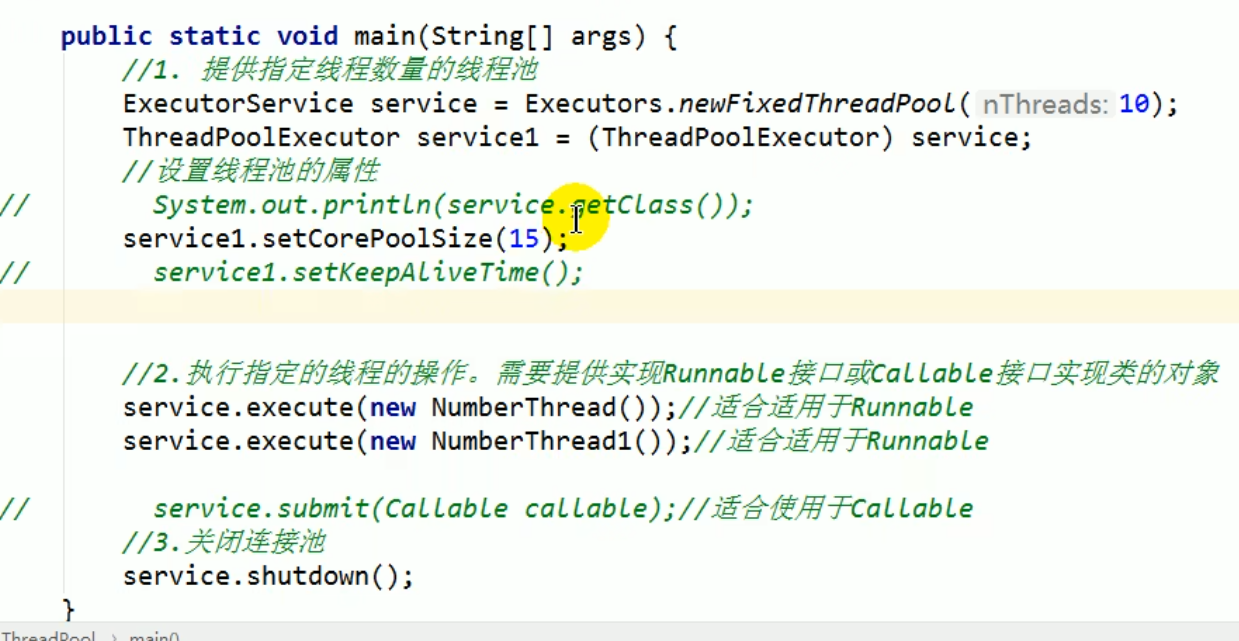 public static void main(String[] args) {
//1. 提供指定线程数量的线程池
ExecutorService service = Executors.newFixedThreadPool( nThreads: 10);
ThreadPoolExecutor service1 = (ThreadPoolExecutor) service;
//设置线程池的属性
// System.out.println(service.getClass());
service1.setCorePoolSize(15);
// service1.setKeepAliveTime();
//2.执行指定的线程的操作。需要提供实现Runnable接口或Callable接口实现类的对象
service.execute(new NumberThread());//适合适用于Runnable
service.execute(new NumberThread1());//适合适用于Runnable
// service.submit(Callable callable);//适合使用于Callable
//3.关闭连接池
service.shutdown();
}
ThreadPool › main()